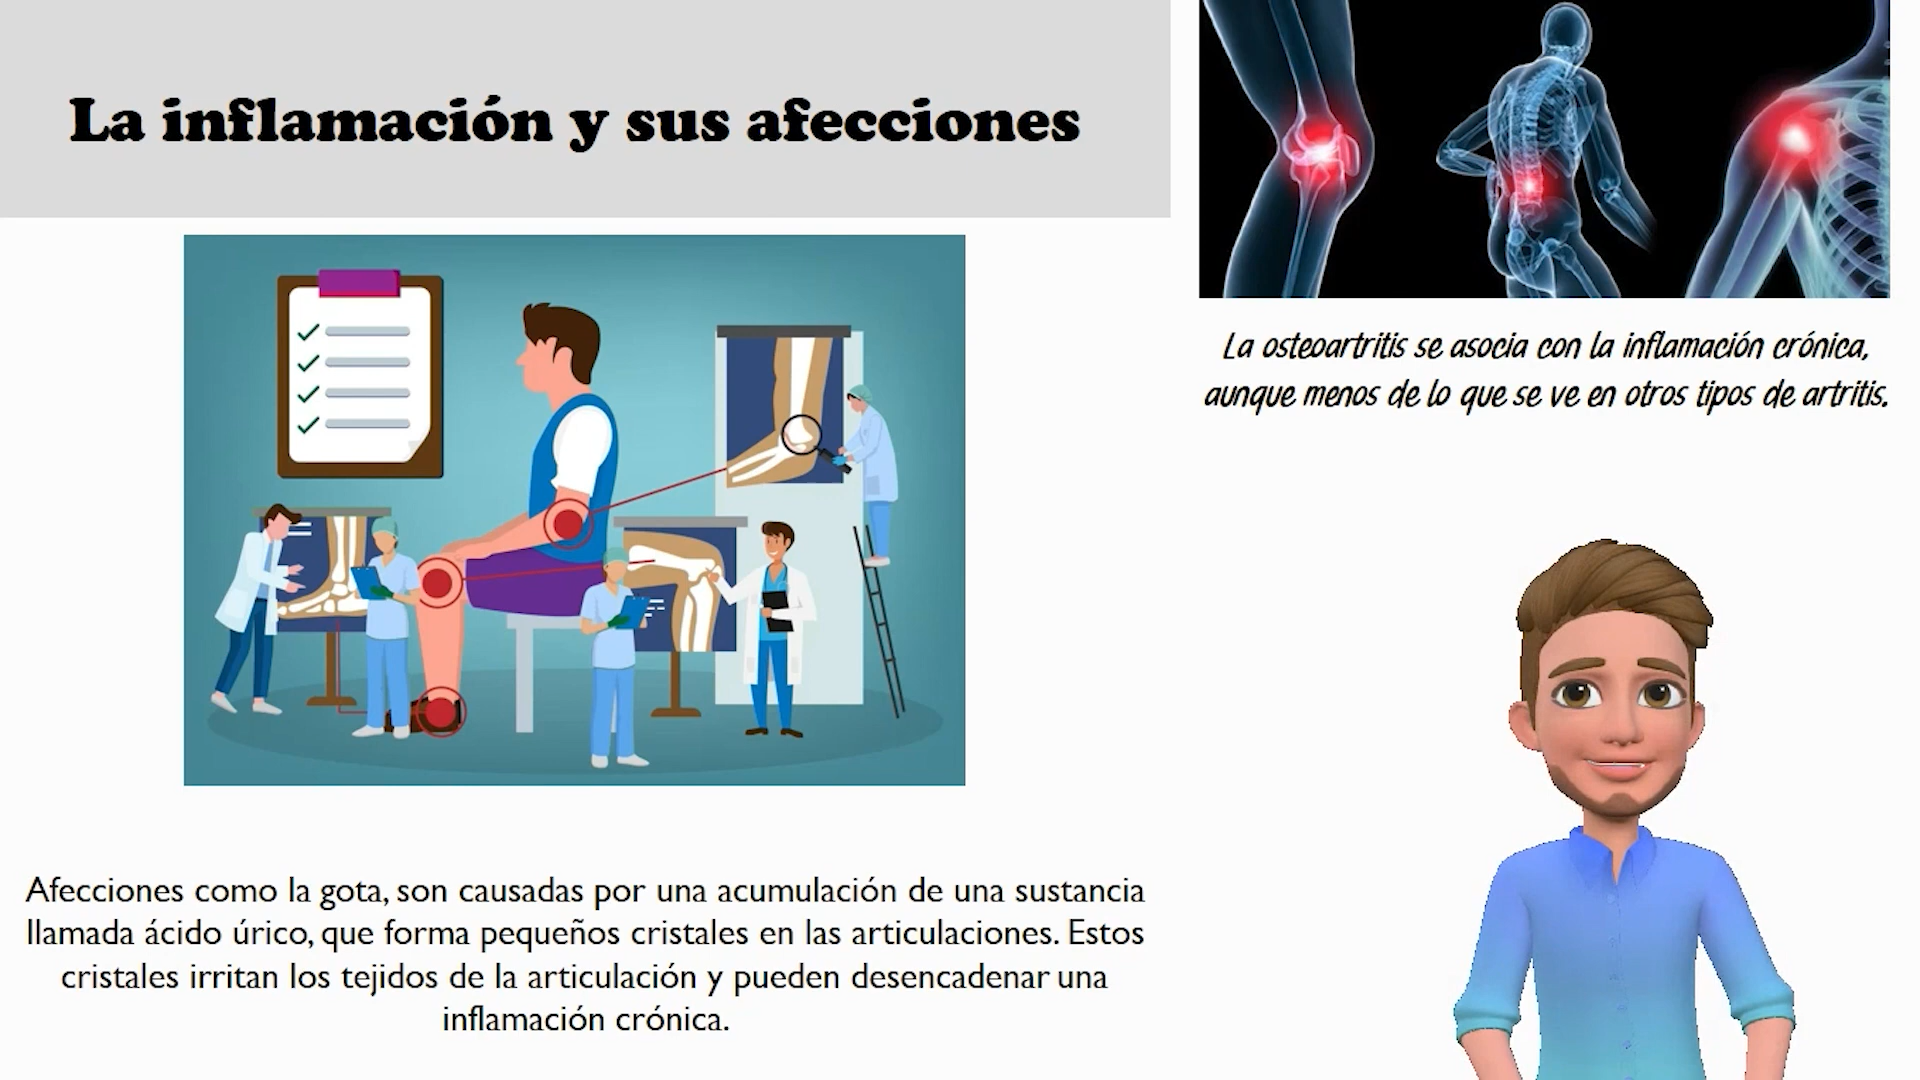 La inflamación y sus afecciones
La osteoartritis se asocia con la inflamación crónica,
aunque menos de lo que se ve en otros tipos de artritis.
Afecciones como la gota, son causadas por una acumulación de una sustancia
llamada ácido úrico, que forma pequeños cristales en las articulaciones. Estos
cristales irritan los tejidos de la articulación y pueden desencadenar una
inflamación crónica.